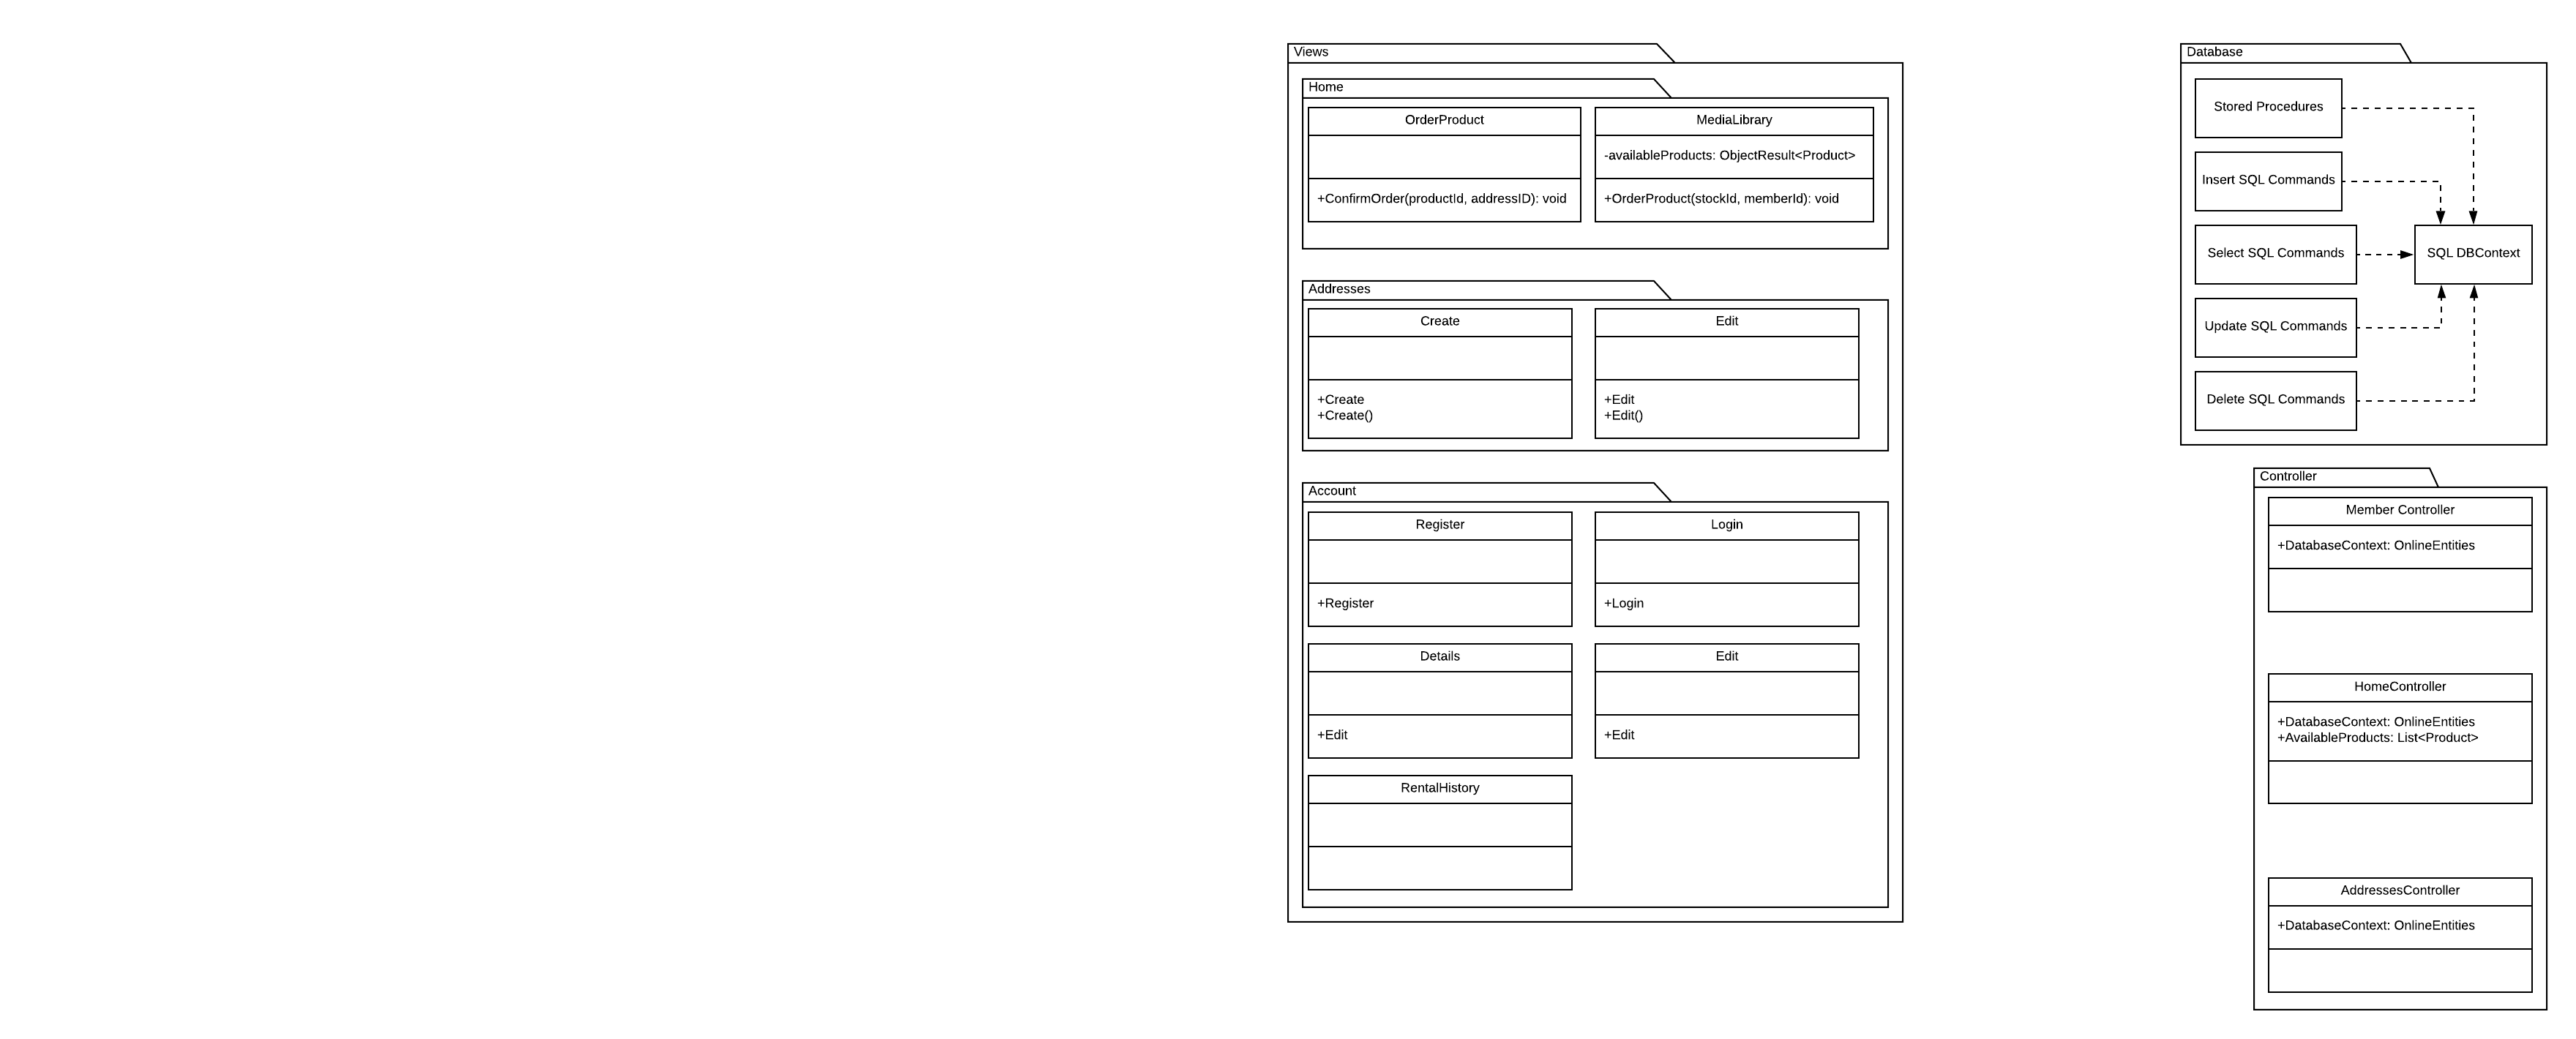 Views
Home
OrderProduct
+ConfirmOrder(productId, addressID): void
MediaLibrary
-availableProducts: ObjectResult<Product>
+OrderProduct(stockId, memberId): void
Addresses
Create
+Create
+Create()
Edit
+Edit
+Edit()
Account
Register
+Register
Login
+Login
Details
+Edit
Edit
+Edit
RentalHistory
Database
Stored Procedures
Insert SQL Commands
Select SQL Commands
SQL DBContext
Update SQL Commands
Delete SQL Commands
Controller
Member Controller
+DatabaseContext: OnlineEntities
HomeController
+DatabaseContext: OnlineEntities
+AvailableProducts: List<Product>
AddressesController
+DatabaseContext: OnlineEntities